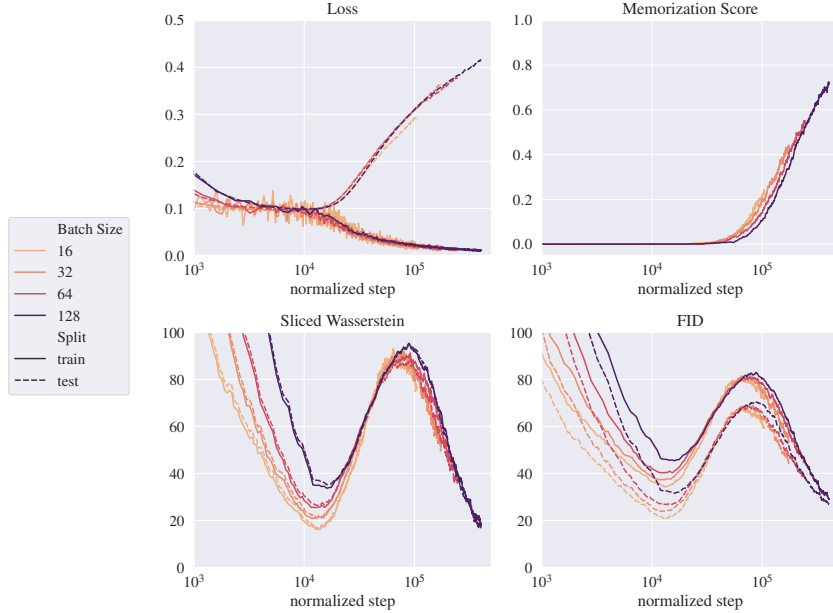 Loss
Memorization Score
0.5
0.4
0.3
0.2
0.1
0.0
1.0
0.8
0.6
0.4
0.2
0.0
10³ 10⁴ 10⁵
10³ 10⁴ 10⁵
normalized step
normalized step
Batch Size
16
32
64
128
Split
train
test
Sliced Wasserstein
FID
100
80
60
40
20
0
100
80
60
40
20
0
10³ 10⁴ 10⁵
10³ 10⁴ 10⁵
normalized step
normalized step